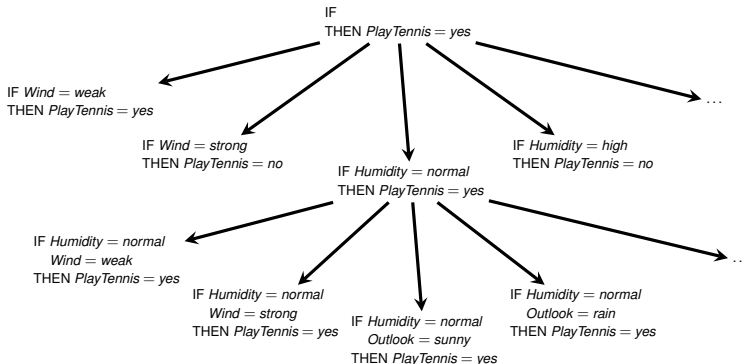 IF
THEN PlayTennis = yes
IF Wind = weak
THEN PlayTennis = yes
...
IF Wind = strong
THEN PlayTennis = no
IF Humidity = high
THEN PlayTennis = no
IF Humidity = normal
THEN PlayTennis = yes
IF Humidity = normal
Wind = weak
THEN PlayTennis = yes
..
IF Humidity = normal
Wind = strong
THEN PlayTennis = yes
IF Humidity = normal
Outlook = sunny
THEN PlayTennis = yes
IF Humidity = normal
Outlook = rain
THEN PlayTennis = yes